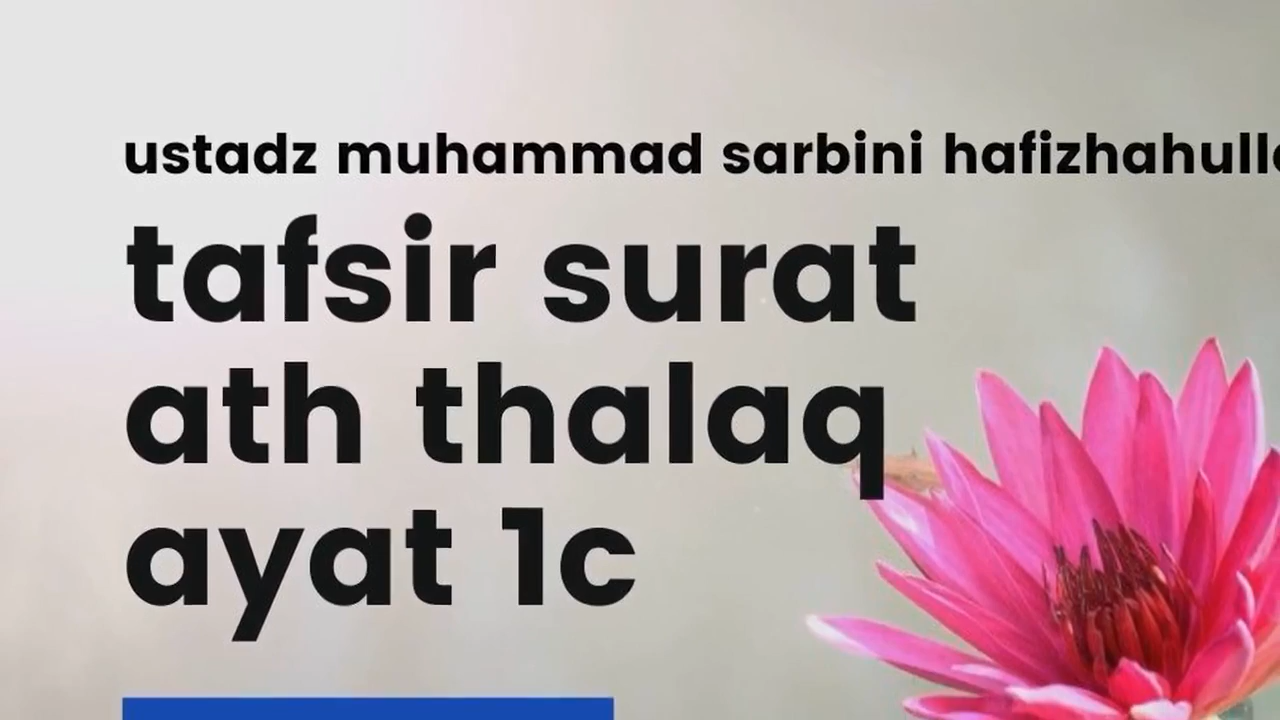 ustadz muhammad sarbini
tafsir surat
ath thalaq
ayat 1c